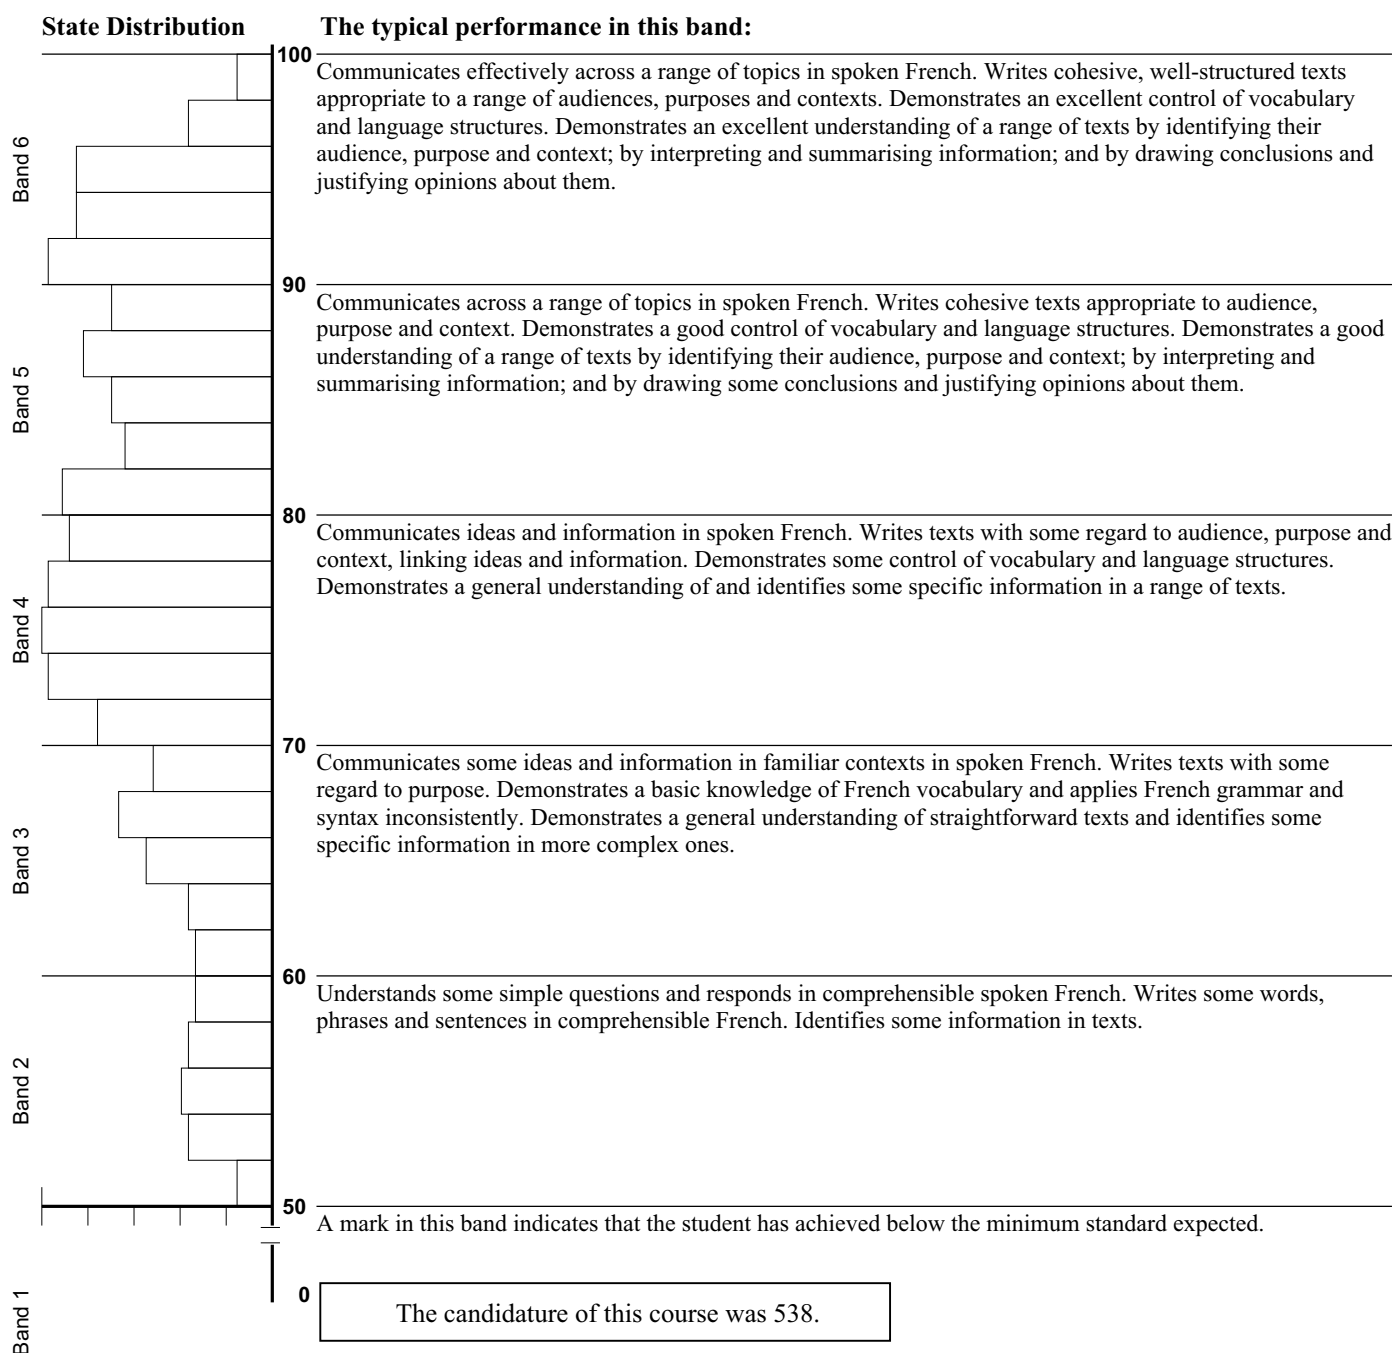 State Distribution
The typical performance in this band:
100
Communicates effectively across a range of topics in spoken French. Writes cohesive, well-structured texts
appropriate to a range of audiences, purposes and contexts. Demonstrates an excellent control of vocabulary
and language structures. Demonstrates an excellent understanding of a range of texts by identifying their
audience, purpose and context; by interpreting and summarising information; and by drawing conclusions and
justifying opinions about them.
Band 6
90
Communicates across a range of topics in spoken French. Writes cohesive texts appropriate to audience,
purpose and context. Demonstrates a good control of vocabulary and language structures. Demonstrates a good
understanding of a range of texts by identifying their audience, purpose and context; by interpreting and
summarising information; and by drawing some conclusions and justifying opinions about them.
Band 5
80
Communicates ideas and information in spoken French. Writes texts with some regard to audience, purpose and
context, linking ideas and information. Demonstrates some control of vocabulary and language structures.
Demonstrates a general understanding of and identifies some specific information in a range of texts.
Band 4
70
Communicates some ideas and information in familiar contexts in spoken French. Writes texts with some
regard to purpose. Demonstrates a basic knowledge of French vocabulary and applies French grammar and
syntax inconsistently. Demonstrates a general understanding of straightforward texts and identifies some
specific information in more complex ones.
Band 3
60
Understands some simple questions and responds in comprehensible spoken French. Writes some words,
phrases and sentences in comprehensible French. Identifies some information in texts.
Band 2
50
A mark in this band indicates that the student has achieved below the minimum standard expected.
0
Band 1
The candidature of this course was 538.